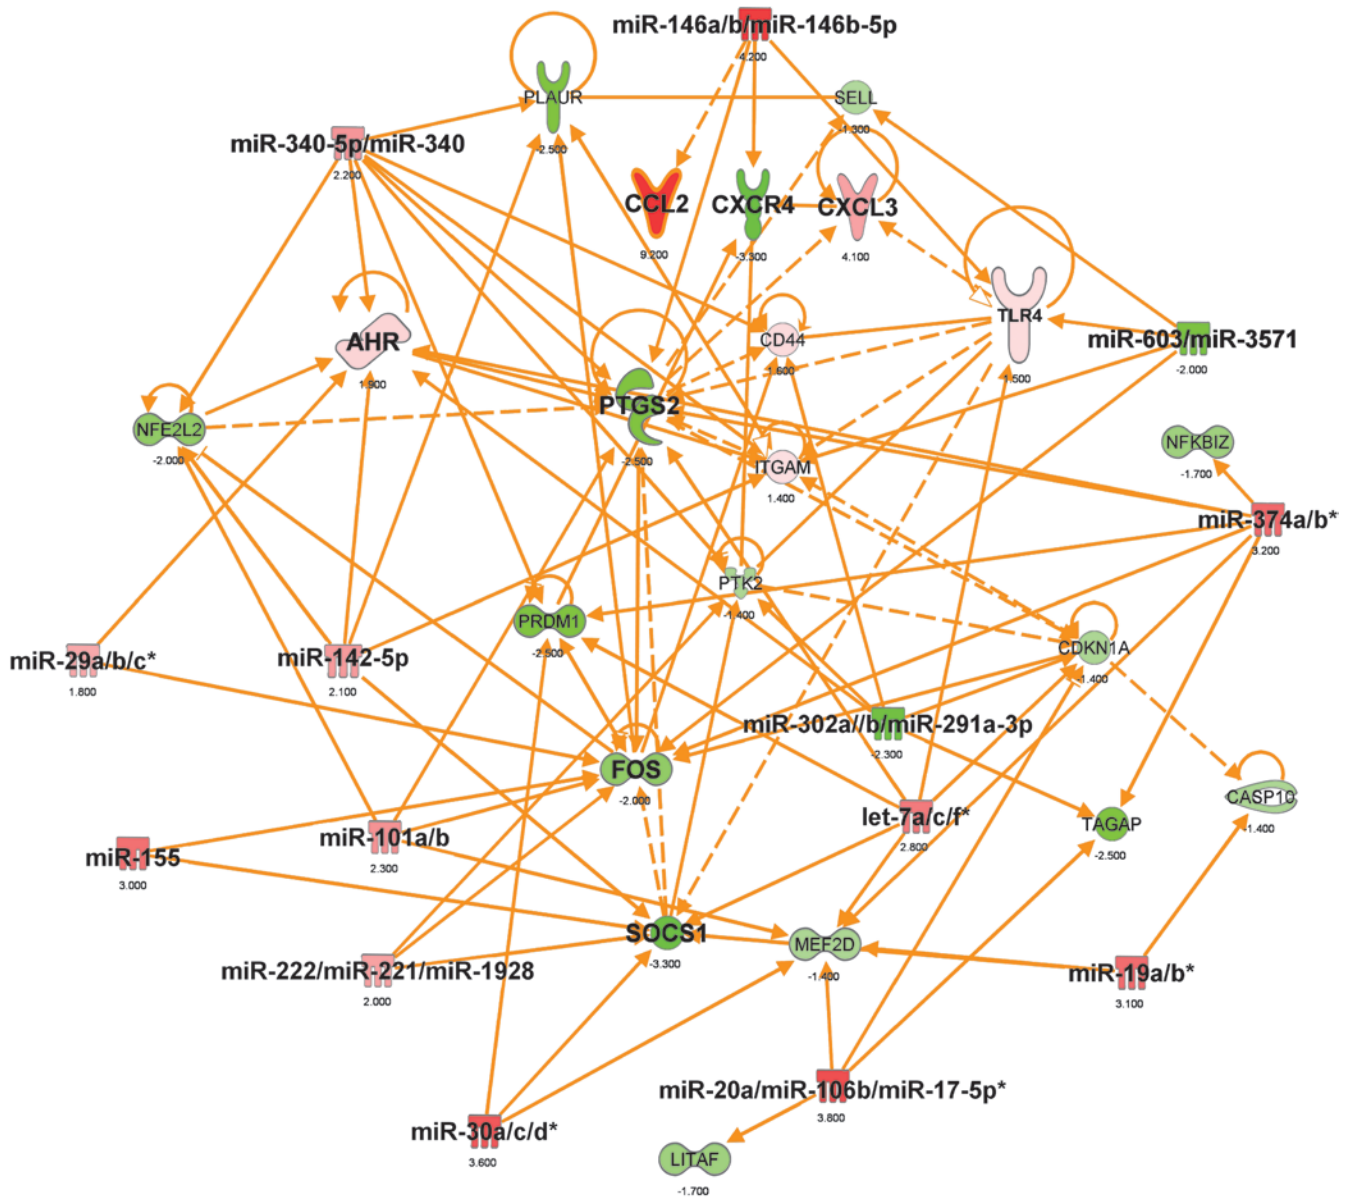 miR-146a/b/miR-146b-5p
4.200
PLAUR
-2.500
SELL
-1.300
miR-340-5p/miR-340
2.200
CCL2
9.200
CXCR4
-3.300
CXCL3
4.100
TLR4
1.500
miR-603/miR-3571
-2.000
AHR
1.900
CD44
1.600
PTGS2
-2.500
NFE2L2
-2.000
NFKBIZ
-1.700
ITGAM
1.400
miR-374a/b*
3.200
PTK2
-1.400
PRDM1
-2.500
CDKN1A
-1.400
miR-29a/b/c*
1.800
miR-142-5p
2.100
miR-302a//b/miR-291a-3p
-2.300
FOS
-2.000
CASP10
-1.400
let-7a/c/f*
2.800
TAGAP
-2.500
miR-101a/b
2.300
miR-155
3.000
SOCS1
-3.300
MEF2D
-1.400
miR-222/miR-221/miR-1928
2.000
miR-19a/b*
3.100
miR-20a/miR-106b/miR-17-5p*
3.800
miR-30a/c/d*
3.600
LITAF
-1.700